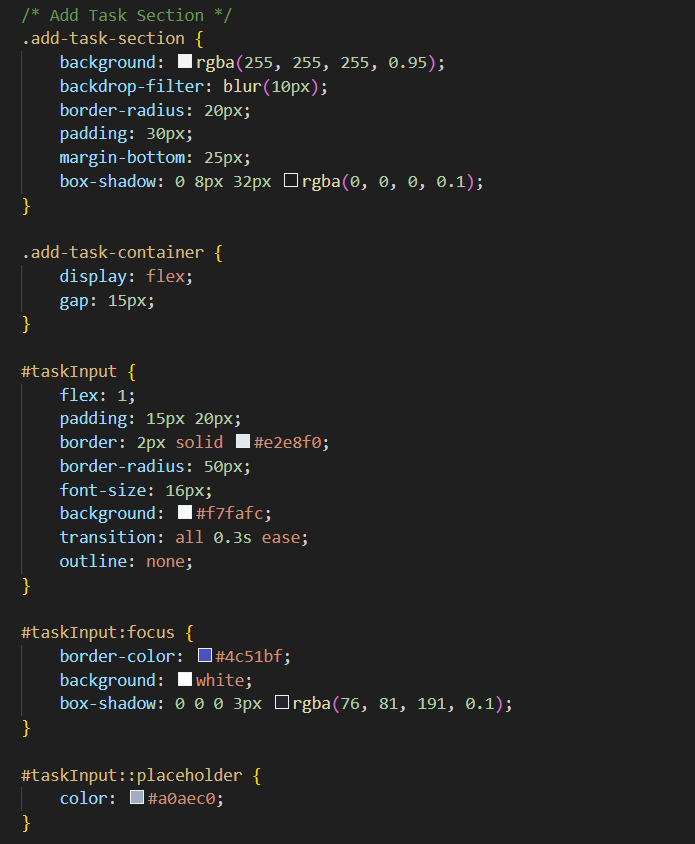 /* Add Task Section */
.add-task-section {
    background: rgba(255, 255, 255, 0.95);
    backdrop-filter: blur(10px);
    border-radius: 20px;
    padding: 30px;
    margin-bottom: 25px;
    box-shadow: 0 8px 32px rgba(0, 0, 0, 0.1);
}

.add-task-container {
    display: flex;
    gap: 15px;
}

#taskInput {
    flex: 1;
    padding: 15px 20px;
    border: 2px solid #e2e8f0;
    border-radius: 50px;
    font-size: 16px;
    background: #f7fafc;
    transition: all 0.3s ease;
    outline: none;
}

#taskInput:focus {
    border-color: #4c51bf;
    background: white;
    box-shadow: 0 0 0 3px rgba(76, 81, 191, 0.1);
}

#taskInput::placeholder {
    color: #a0aec0;
}